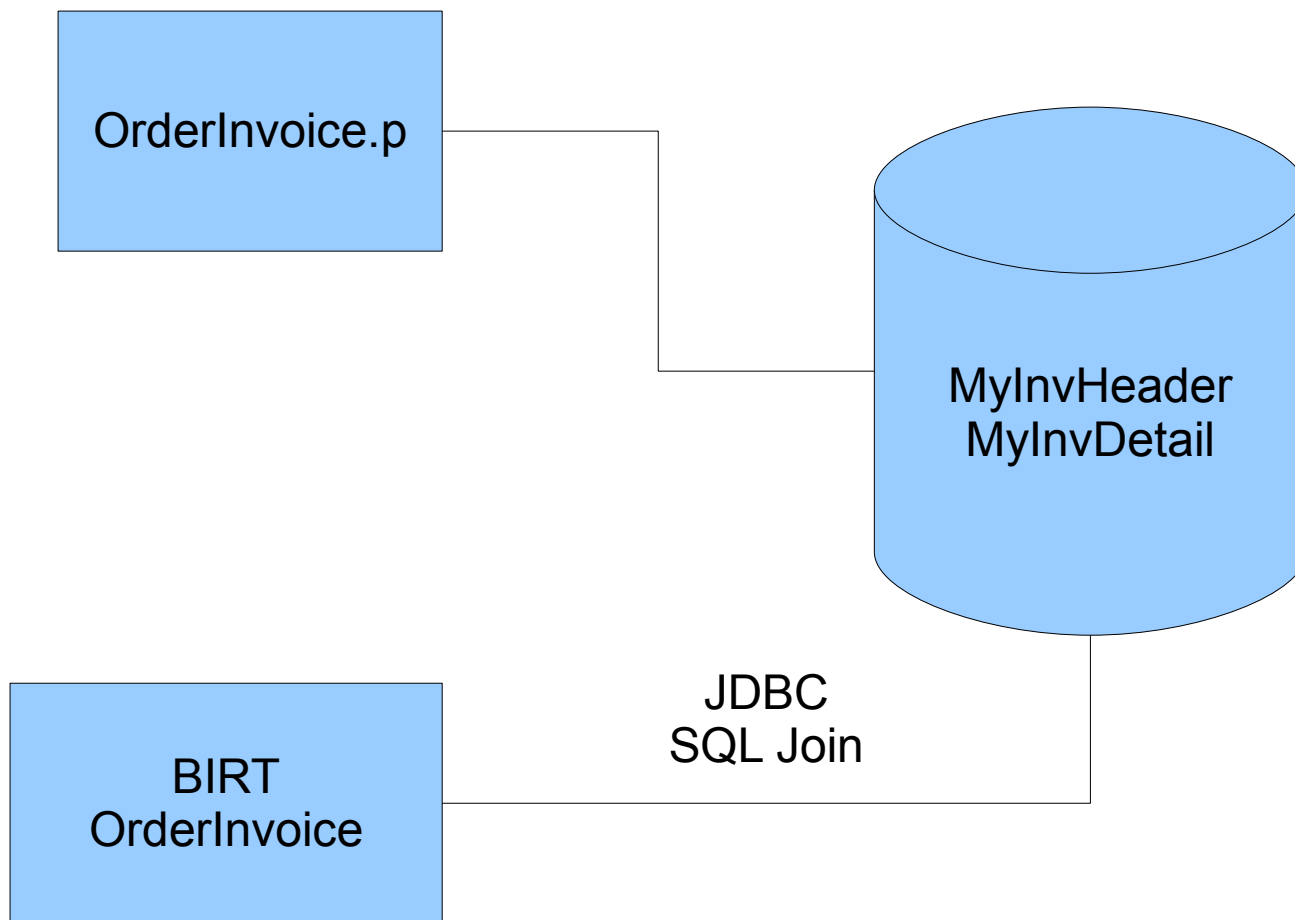 OrderInvoice.p
MyInvHeader
MyInvDetail
JDBC
SQL Join
BIRT
OrderInvoice